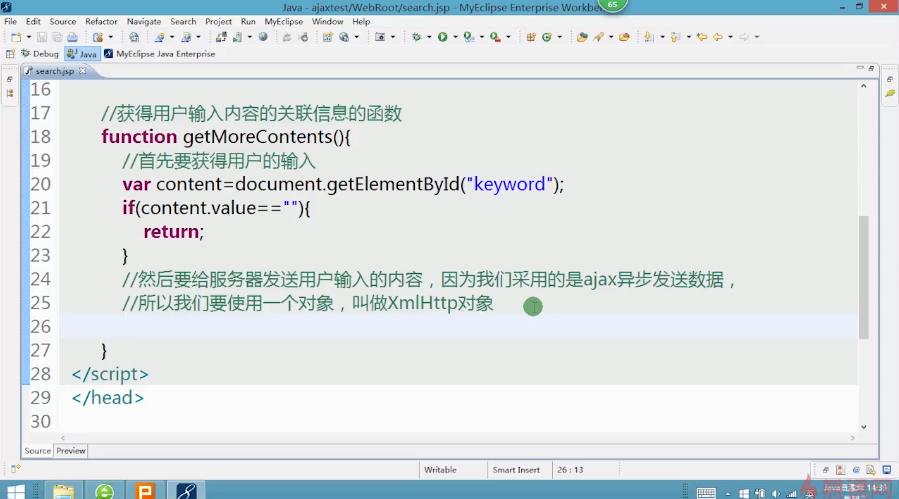 Java - ajaxtest/WebRoot/search.jsp - MyEclipse Enterprise Workbe
65
File Edit Source Refactor Navigate Search Project Run MyEclipse Window Help
Debug Java MyEclipse Java Enterprise
search.jsp
16
17 //获得用户输入内容的关联信息的函数
18 function getMoreContents(){
19 //首先要获得用户的输入
20 var content=document.getElementById("keyword");
21 if(content.value==""){
22 return;
23 }
24 //然后要给服务器发送用户输入的内容，因为我们采用的是ajax异步发送数据，
25 //所以我们要使用一个对象，叫做XmlHttp对象
26
27 }
28 </script>
29 </head>
30
Source Preview
Writable Smart Insert 26 : 13